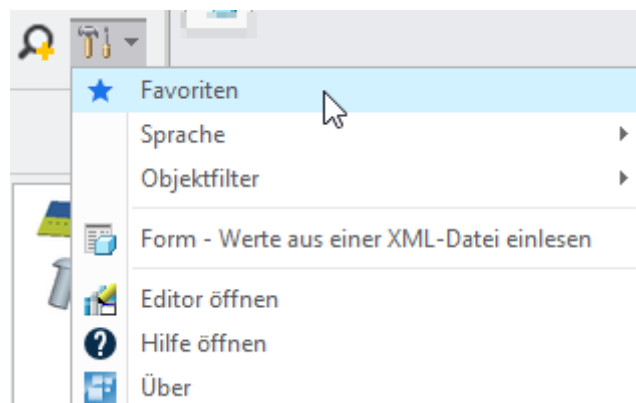 Favoriten
Sprache
Objektfilter
Form - Werte aus einer XML-Datei einlesen
Editor öffnen
Hilfe öffnen
Über